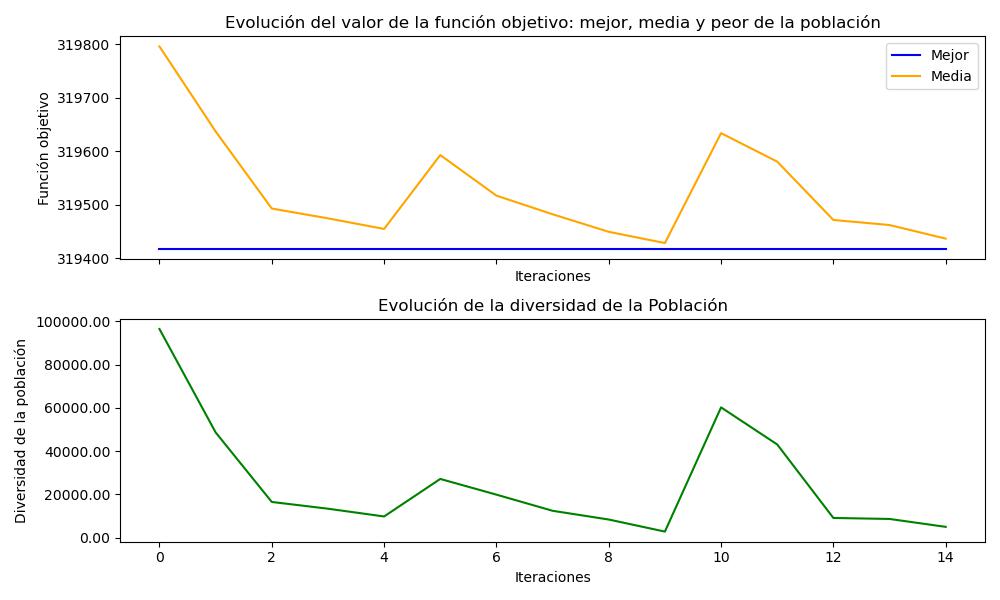 Evolución del valor de la función objetivo: mejor, media y peor de la población
319800
319700
319600
319500
319400
Función objetivo
Mejor
Media
Iteraciones
Evolución de la diversidad de la Población
100000.00
80000.00
60000.00
40000.00
20000.00
0.00
Diversidad de la población
0 2 4 6 8 10 12 14
Iteraciones